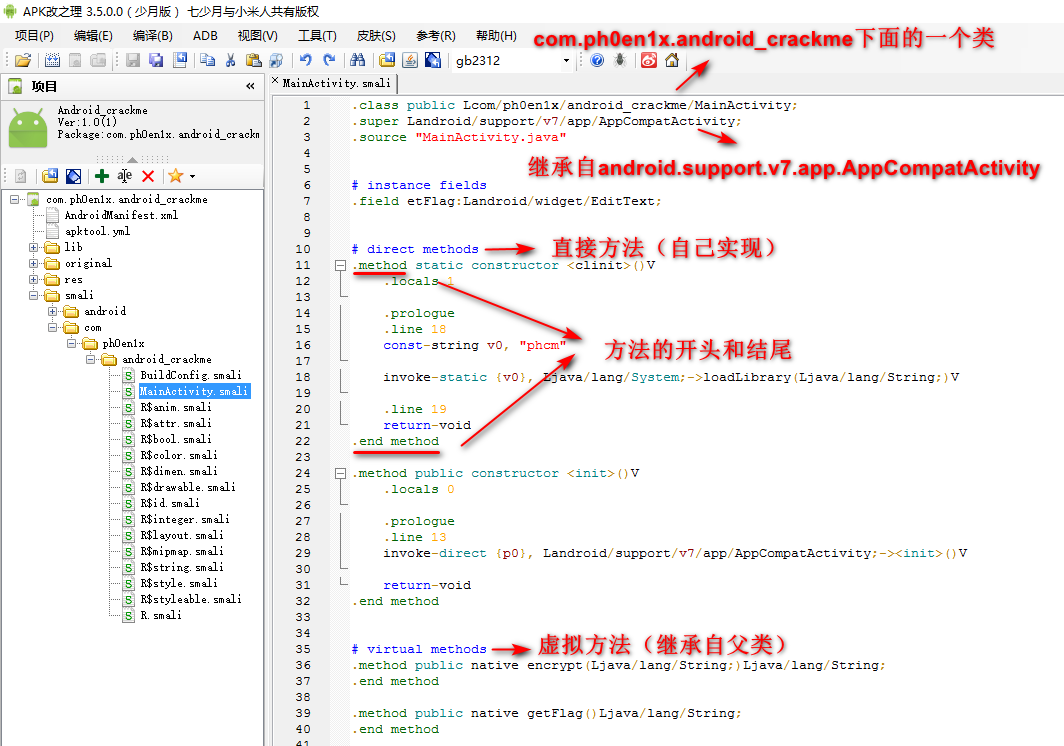 APK改之理 3.5.0.0（少月版） 七少月与小米人共有版权
项目(P) 编辑(E) 编译(B) ADB 视图(V) 工具(T) 皮肤(S) 参考(R) 帮助(H)
com.ph0en1x.android_crackme下面的一个类
gb2312
项目 «
MainActivity.smali
Android_crackme
Ver:1.0(1)
Package:com.ph0en1x.android_crackm
com.ph0en1x.android_crackme
AndroidManifest.xml
apktool.yml
lib
original
res
smali
android
com
ph0en1x
android_crackme
BuildConfig.smali
MainActivity.smali
R$anim.smali
R$attr.smali
R$bool.smali
R$color.smali
R$dimen.smali
R$drawable.smali
R$id.smali
R$integer.smali
R$layout.smali
R$mipmap.smali
R$string.smali
R$style.smali
R$styleable.smali
R.smali
1 .class public Lcom/ph0en1x/android_crackme/MainActivity;
2 .super Landroid/support/v7/app/AppCompatActivity;
3 .source "MainActivity.java"
4
继承自android.support.v7.app.AppCompatActivity
5
6 # instance fields
7 .field etFlag:Landroid/widget/EditText;
8
9
10 # direct methods
直接方法（自己实现）
11 .method static constructor <clinit>()V
12 .locals 1
13
14 .prologue
15 .line 18
16 const-string v0, "phcm"
方法的开头和结尾
17
18 invoke-static {v0}, Ljava/lang/System;->loadLibrary(Ljava/lang/String;)V
19
20 .line 19
21 return-void
22 .end method
23
24 .method public constructor <init>()V
25 .locals 0
26
27 .prologue
28 .line 13
29 invoke-direct {p0}, Landroid/support/v7/app/AppCompatActivity;-><init>()V
30
31 return-void
32 .end method
33
34
35 # virtual methods
虚拟方法（继承自父类）
36 .method public native encrypt(Ljava/lang/String;)Ljava/lang/String;
37 .end method
38
39 .method public native getFlag()Ljava/lang/String;
40 .end method
41